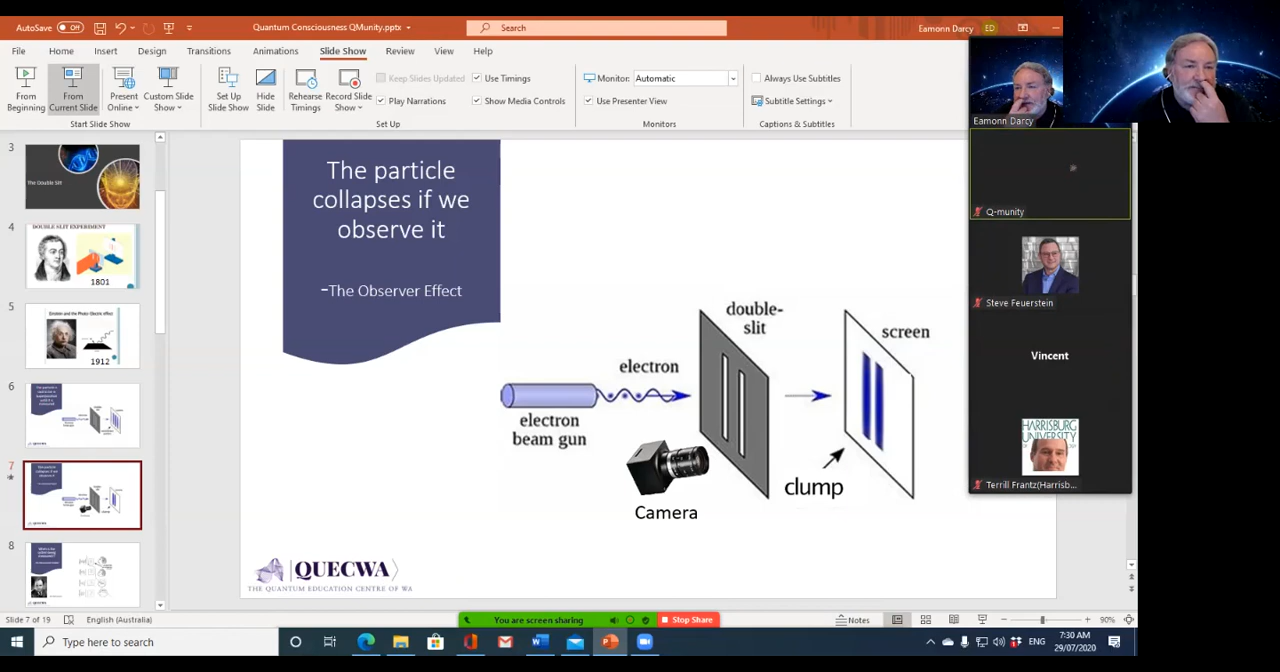 AutoSave Off
Quantum Consciousness QMunity.pptx
Search
Eamonn Darcy ED
File Home Insert Design Transitions Animations Slide Show Review View Help
From Beginning
From Current Slide
Present Online
Custom Slide Show
Start Slide Show
Set Up Slide Show
Hide Slide
Rehearse Timings
Record Slide Show
Keep Slides Updated
Use Timings
Play Narrations
Show Media Controls
Set Up
Monitor: Automatic
Use Presenter View
Monitors
Always Use Subtitles
Subtitle Settings
Captions & Subtitles
Eamonn Darcy
Q-munity
Steve Feuerstein
Vincent
HARRISBURG
UNIVERSITY
Terrill Frantz(Harrisb...
3
The Double Slit
4
DOUBLE SLIT EXPERIMENT
1801
5
Einstein and the Photo Electric effect
1912
6
7
8
The particle
collapses if we
observe it
-The Observer Effect
electron
beam gun
electron
double-
slit
screen
clump
Camera
QUECWA
THE QUANTUM EDUCATION CENTRE OF WA
Slide 7 of 19
English (Australia)
You are screen sharing
Stop Share
Notes
90%
Type here to search
ENG
7:30 AM
29/07/2020